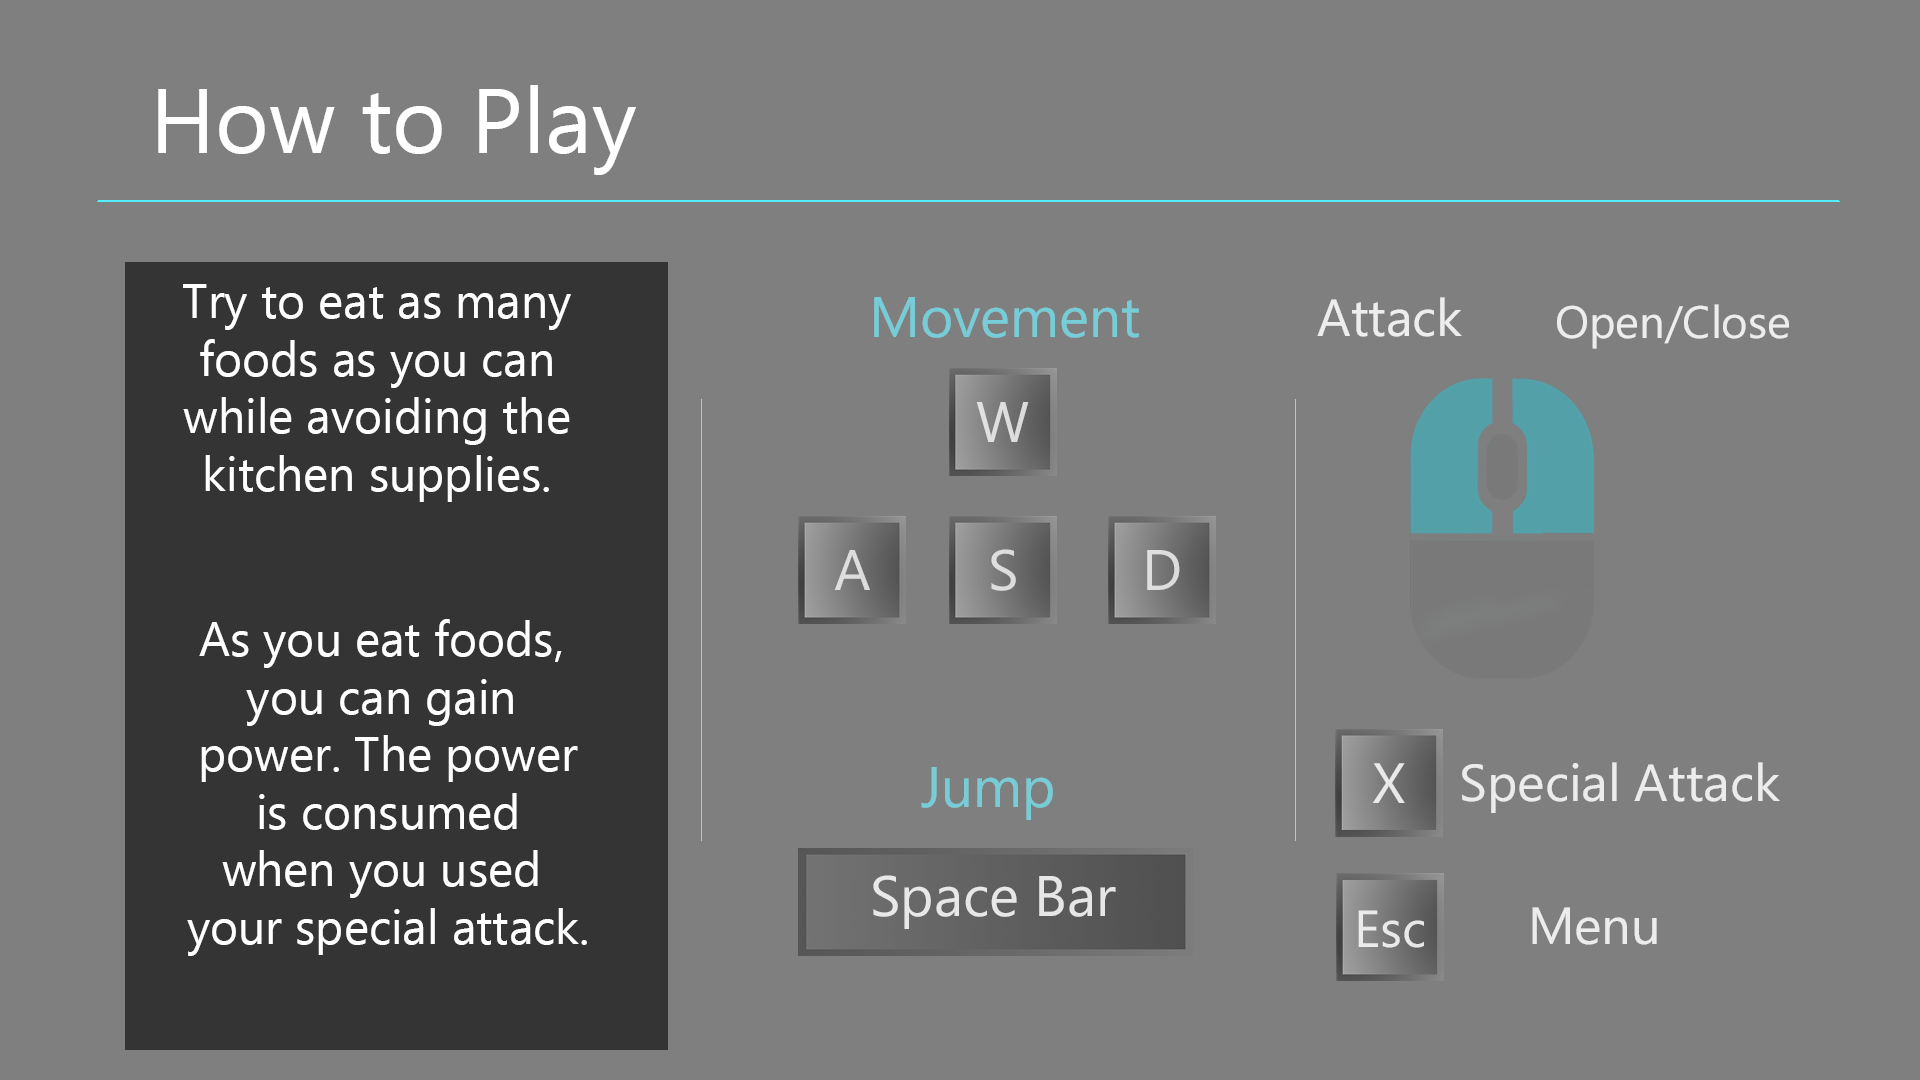 How to Play
Try to eat as many
foods as you can
while avoiding the
kitchen supplies.
As you eat foods,
you can gain
power. The power
is consumed
when you used
your special attack.
Movement
W
A S D
Jump
Space Bar
Attack
Open/Close
X Special Attack
Esc Menu